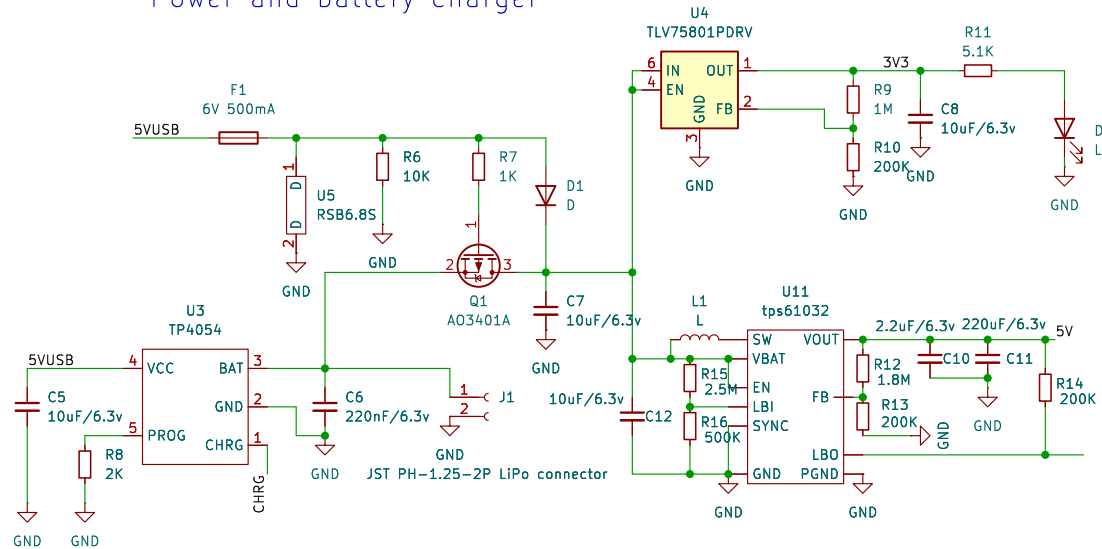 Power and battery charger
U4
TLV75801PDRV
6 IN OUT 1
4 EN
FB 2
GND
3
GND
3V3
R9
1M
R10
200K
GND
C8
10uF/6.3v
GND
R11
5.1K
D
L
GND
5VUSB
F1
6V 500mA
1
D
D
2
U5
RSB6.8S
GND
R6
10K
GND
R7
1K
1
2
3
Q1
AO3401A
D1
D
C7
10uF/6.3v
GND
U3
TP4054
5VUSB
4 VCC BAT 3
GND 2
5 PROG
CHRG 1
CHRG
C5
10uF/6.3v
GND
R8
2K
GND
C6
220nF/6.3v
GND
1
2
J1
GND
JST PH-1.25-2P LiPo connector
L1
L
U11
tps61032
SW VOUT
VBAT
EN
FB
LBI
SYNC
LBO
GND PGND
R15
2.5M
R16
500K
10uF/6.3v
C12
GND
GND
R12
1.8M
R13
200K
GND
2.2uF/6.3v
C10
220uF/6.3v
C11
GND
5V
R14
200K